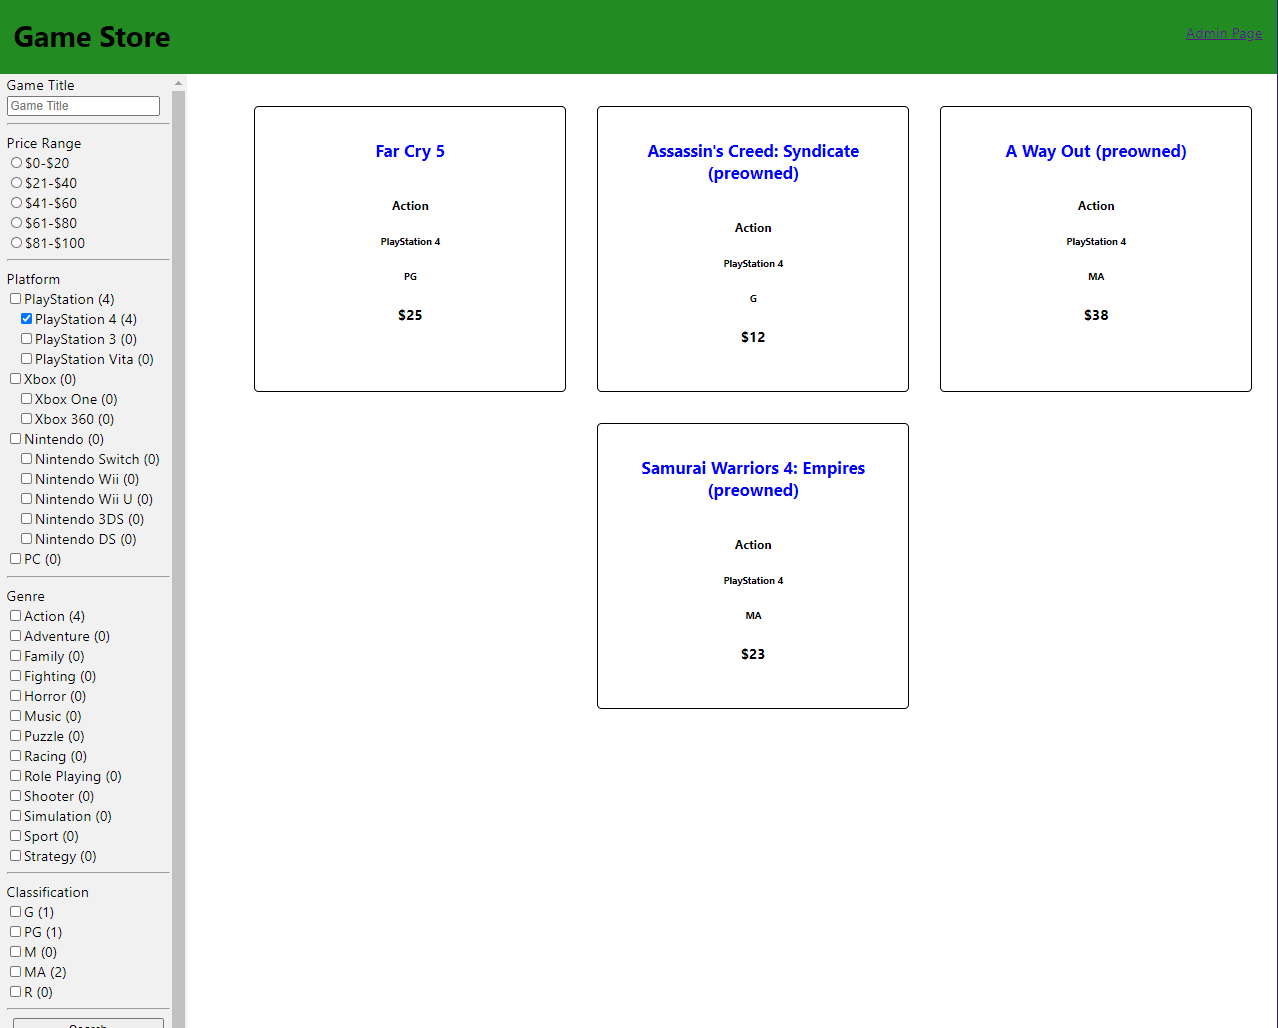 Game Store
Admin Page
Game Title
Game Title
Price Range
$0-$20
$21-$40
$41-$60
$61-$80
$81-$100
Platform
PlayStation (4)
PlayStation 4 (4)
PlayStation 3 (0)
PlayStation Vita (0)
Xbox (0)
Xbox One (0)
Xbox 360 (0)
Nintendo (0)
Nintendo Switch (0)
Nintendo Wii (0)
Nintendo Wii U (0)
Nintendo 3DS (0)
Nintendo DS (0)
PC (0)
Genre
Action (4)
Adventure (0)
Family (0)
Fighting (0)
Horror (0)
Music (0)
Puzzle (0)
Racing (0)
Role Playing (0)
Shooter (0)
Simulation (0)
Sport (0)
Strategy (0)
Classification
G (1)
PG (1)
M (0)
MA (2)
R (0)
Search
Far Cry 5
Action
PlayStation 4
PG
$25
Assassin's Creed: Syndicate
(preowned)
Action
PlayStation 4
G
$12
A Way Out (preowned)
Action
PlayStation 4
MA
$38
Samurai Warriors 4: Empires
(preowned)
Action
PlayStation 4
MA
$23